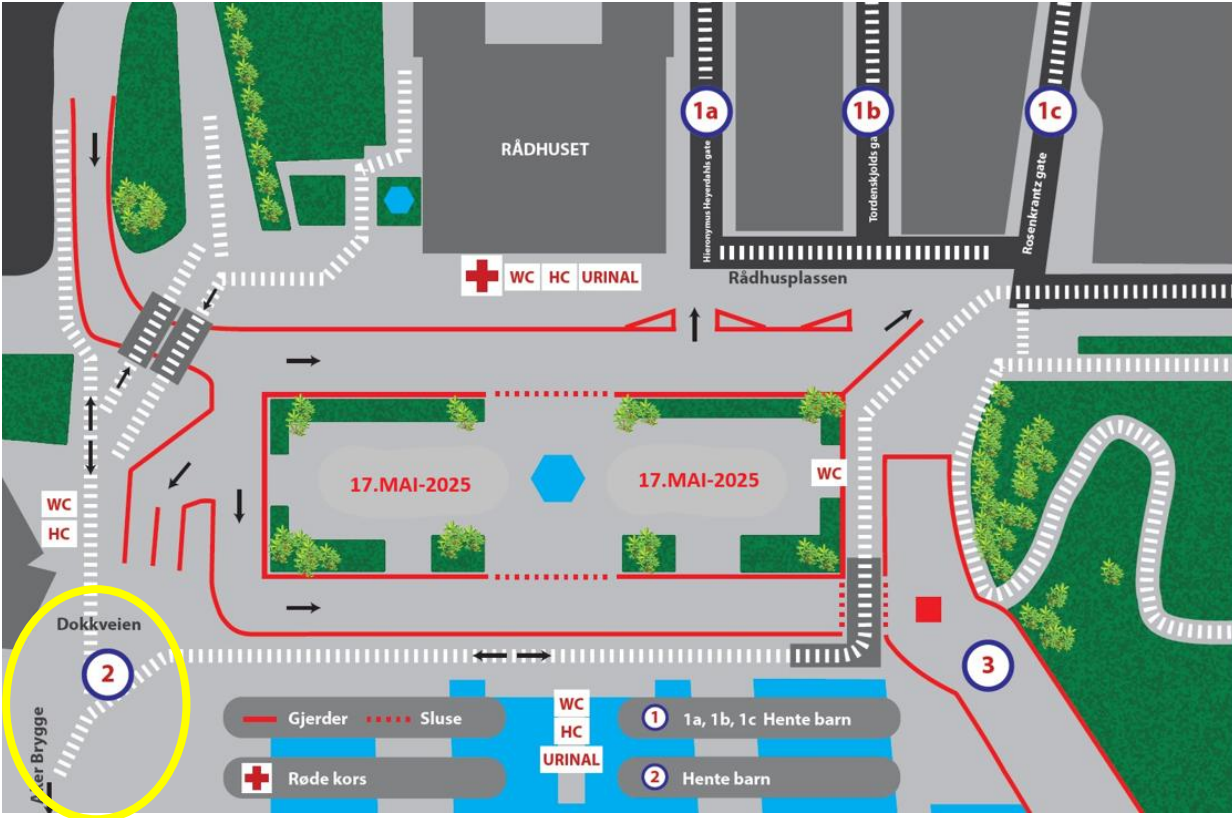 1a
1b
1c
RÅDHUSET
Hieronymus Heyerdahls gate
Tordenskjolds ga
Rosenkrantz gate
WC HC URINAL
Rådhusplassen
17.MAI-2025
17.MAI-2025
WC
WC
HC
Dokkveien
2
3
Aker Brygge
Gjerder
Sluse
WC
HC
URINAL
1
1a, 1b, 1c Hente barn
Røde kors
2
Hente barn